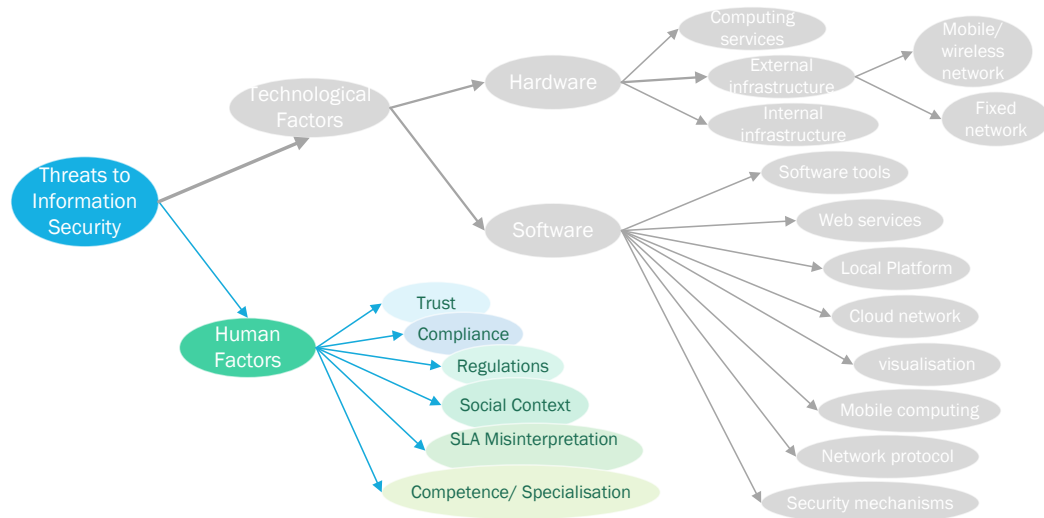 Threats to
Information
Security
Technological
Factors
Hardware
Computing
services
External
infrastructure
Internal
infrastructure
Mobile/
wireless
network
Fixed
network
Software
Software tools
Web services
Local Platform
Cloud network
visualisation
Mobile computing
Network protocol
Security mechanisms
Human
Factors
Trust
Compliance
Regulations
Social Context
SLA Misinterpretation
Competence/ Specialisation